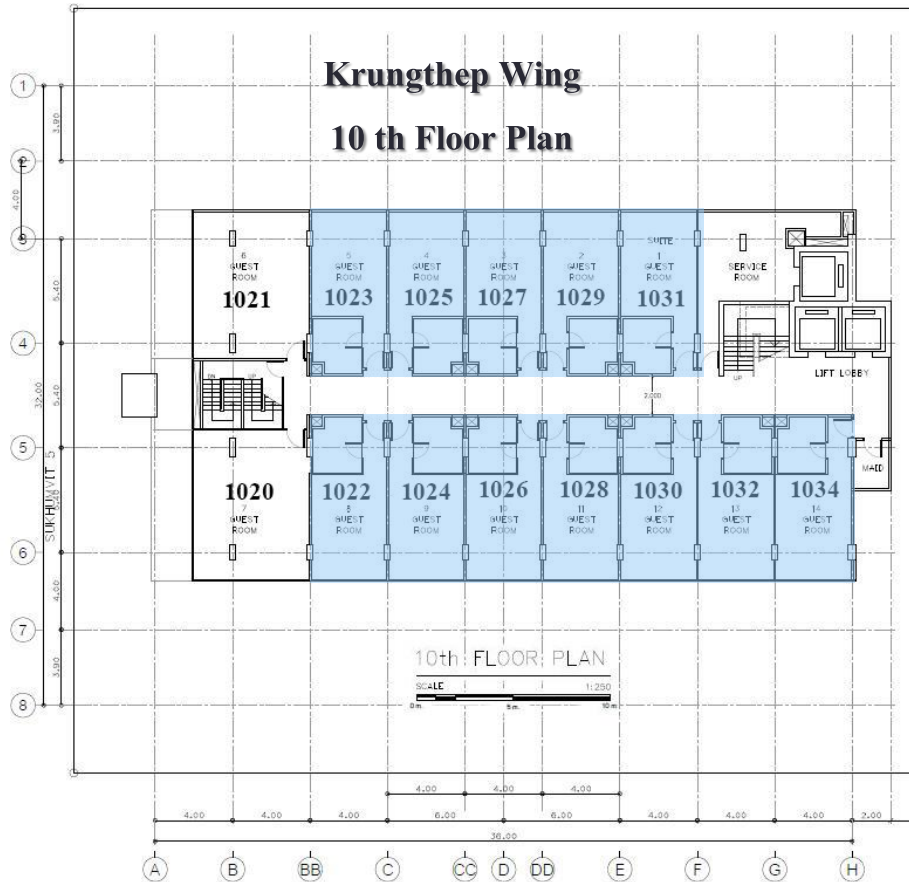 Krungthep Wing
10 th Floor Plan
1
2
3
4
5
6
7
8
3.90
4.00
5.40
5.40
5.40
4.00
3.90
32.00
SUKHUMVIT 5
6
GUEST
ROOM
1021
5
GUEST
ROOM
1023
4
GUEST
ROOM
1025
3
GUEST
ROOM
1027
2
GUEST
ROOM
1029
SUITE
1
GUEST
ROOM
1031
SERVICE
ROOM
DN
UP
UP
LIFT LOBBY
2.000
MAID
1020
7
GUEST
ROOM
1022
8
GUEST
ROOM
1024
9
GUEST
ROOM
1026
10
GUEST
ROOM
1028
11
GUEST
ROOM
1030
12
GUEST
ROOM
1032
13
GUEST
ROOM
1034
14
GUEST
ROOM
10th FLOOR PLAN
SCALE 1:250
0m 5m 10m
4.00 4.00 4.00
4.00 4.00 4.00 6.00 6.00 4.00 4.00 4.00 2.00
36.00
A B BB C CC D DD E F G H